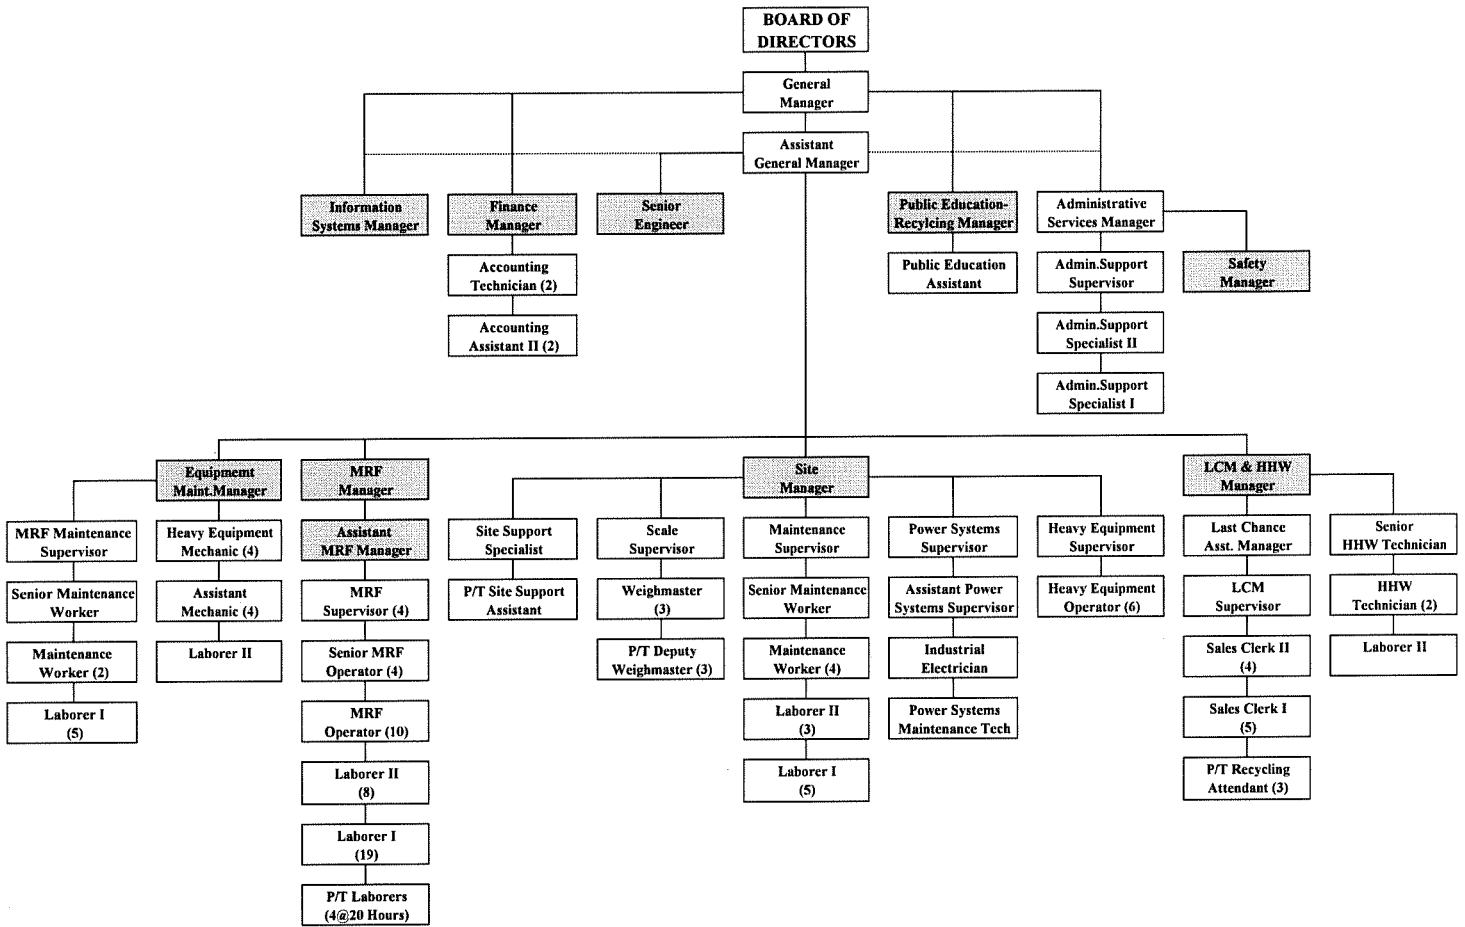 BOARD OF
DIRECTORS
General
Manager
Assistant
General Manager
Information
Systems Manager
Finance
Manager
Senior
Engineer
Public Education-
Recylcing Manager
Administrative
Services Manager
Accounting
Technician (2)
Public Education
Assistant
Admin.Support
Supervisor
Safety
Manager
Accounting
Assistant II (2)
Admin.Support
Specialist II
Admin.Support
Specialist I
Equipmemt
Maint.Manager
MRF
Manager
Site
Manager
LCM & HHW
Manager
MRF Maintenance
Supervisor
Heavy Equipment
Mechanic (4)
Assistant
MRF Manager
Site Support
Specialist
Scale
Supervisor
Maintenance
Supervisor
Power Systems
Supervisor
Heavy Equipment
Supervisor
Last Chance
Asst. Manager
Senior
HHW Technician
Senior Maintenance
Worker
Assistant
Mechanic (4)
MRF
Supervisor (4)
P/T Site Support
Assistant
Weighmaster
(3)
Senior Maintenance
Worker
Assistant Power
Systems Supervisor
Heavy Equipment
Operator (6)
LCM
Supervisor
HHW
Technician (2)
Maintenance
Worker (2)
Laborer II
Senior MRF
Operator (4)
P/T Deputy
Weighmaster (3)
Maintenance
Worker (4)
Industrial
Electrician
Sales Clerk II
(4)
Laborer II
Laborer I
(5)
MRF
Operator (10)
Laborer II
(3)
Power Systems
Maintenance Tech
Sales Clerk I
(5)
Laborer II
(8)
Laborer I
(5)
P/T Recycling
Attendant (3)
Laborer I
(19)
P/T Laborers
(4@20 Hours)